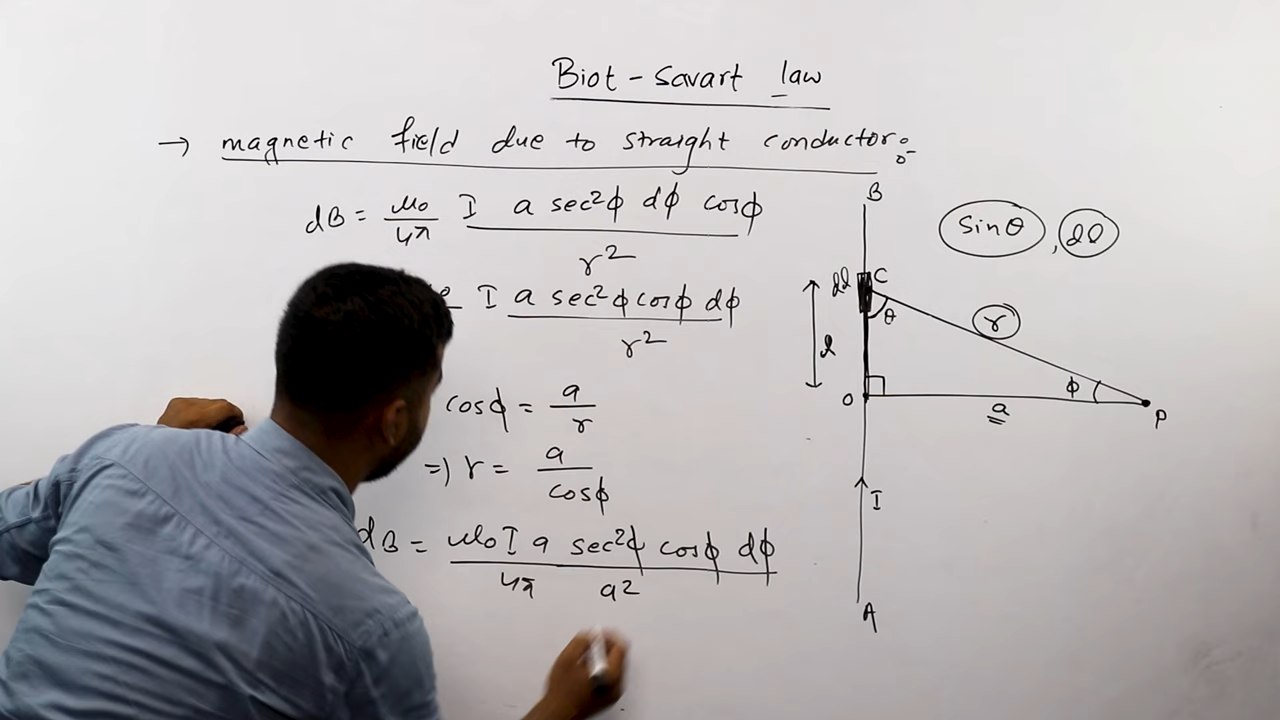 Biot - Savart law
→ magnetic field due to straight conductor:-
dB = μ₀/4π I a sec²ϕ dϕ cosϕ / r²
I a sec²ϕ cosϕ dϕ / r²
cosϕ = a/r
⇒ r = a/cosϕ
dB = μ₀ I a sec²ϕ cosϕ dϕ / 4π a²
B
sinθ , dl
dl C
θ
r
l
ϕ
O
a
P
I
A